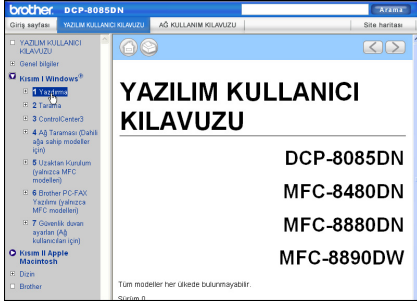 brother. DCP-8085DN
Arama
Giriş sayfası YAZILIM KULLANICI KILAVUZU AĞ KULLANIM KILAVUZU Site haritası
YAZILIM KULLANICI
KILAVUZU
Genel bilgiler
Kısım I Windows®
1 Yazdırma
2 Tarama
3 ControlCenter3
4 Ağ Taraması (Dahili
ağa sahip modeller
için)
5 Uzaktan Kurulum
(yalnızca MFC
modelleri)
6 Brother PC-FAX
Yazılımı (yalnızca
MFC modelleri)
7 Güvenlik duvarı
ayarları (Ağ
kullanıcıları için)
Kısım II Apple
Macintosh
Dizin
Brother
YAZILIM KULLANICI
KILAVUZU
DCP-8085DN
MFC-8480DN
MFC-8880DN
MFC-8890DW
Tüm modeller her ülkede bulunmayabilir.
Sürüm 0